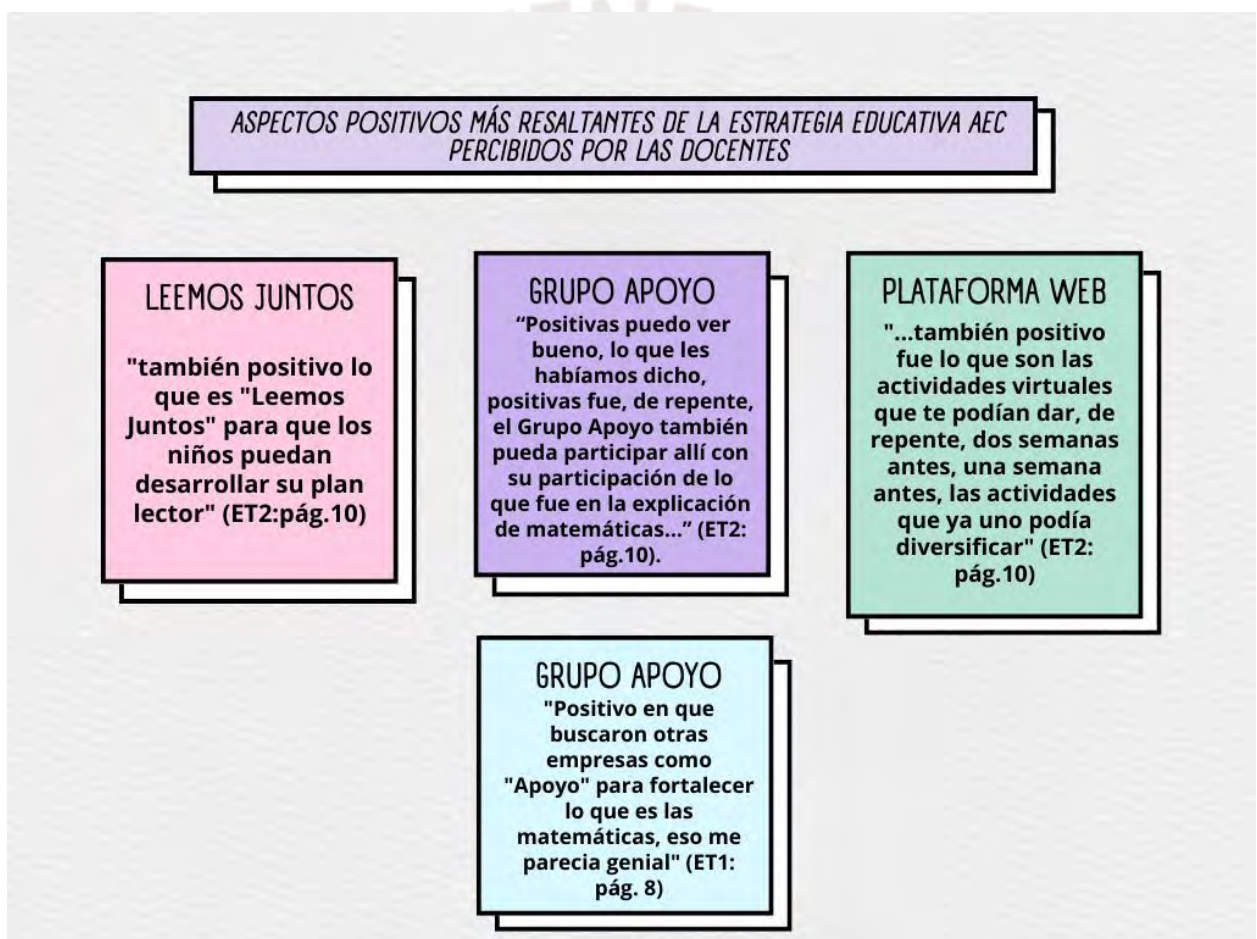 ASPECTOS POSITIVOS MÁS RESALTANTES DE LA ESTRATEGIA EDUCATIVA AEC
PERCIBIDOS POR LAS DOCENTES
LEEMOS JUNTOS
"también positivo lo
que es "Leemos
Juntos" para que los
niños puedan
desarrollar su plan
lector" (ET2:pág.10)
GRUPO APOYO
“Positivas puedo ver
bueno, lo que les
habíamos dicho,
positivas fue, de repente,
el Grupo Apoyo también
pueda participar allí con
su participación de lo
que fue en la explicación
de matemáticas...” (ET2:
pág.10).
PLATAFORMA WEB
"...también positivo
fue lo que son las
actividades virtuales
que te podían dar, de
repente, dos semanas
antes, una semana
antes, las actividades
que ya uno podía
diversificar" (ET2:
pág.10)
GRUPO APOYO
"Positivo en que
buscaron otras
empresas como
"Apoyo" para fortalecer
lo que es las
matemáticas, eso me
parecia genial" (ET1:
pág. 8)